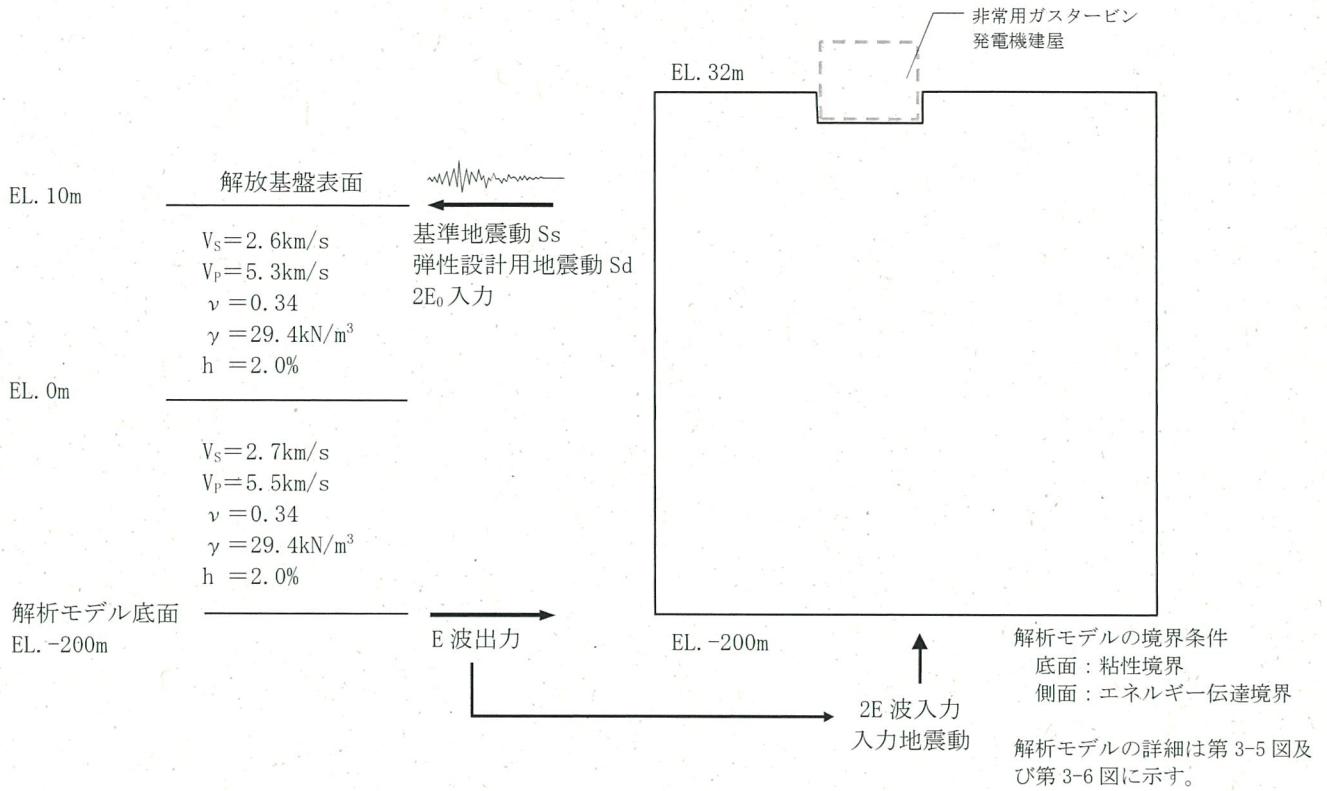 非常用ガスタービン
発電機建屋
EL. 32m
EL. 10m
解放基盤表面
V_S＝2.6km/s
V_P＝5.3km/s
ν＝0.34
γ＝29.4kN/m³
h ＝2.0%
基準地震動 Ss
弾性設計用地震動 Sd
2E₀ 入力
EL. 0m
V_S＝2.7km/s
V_P＝5.5km/s
ν＝0.34
γ＝29.4kN/m³
h ＝2.0%
解析モデル底面
EL. -200m
E 波出力
EL. -200m
2E 波入力
入力地震動
解析モデルの境界条件
底面：粘性境界
側面：エネルギー伝達境界
解析モデルの詳細は第 3-5 図及
び第 3-6 図に示す。